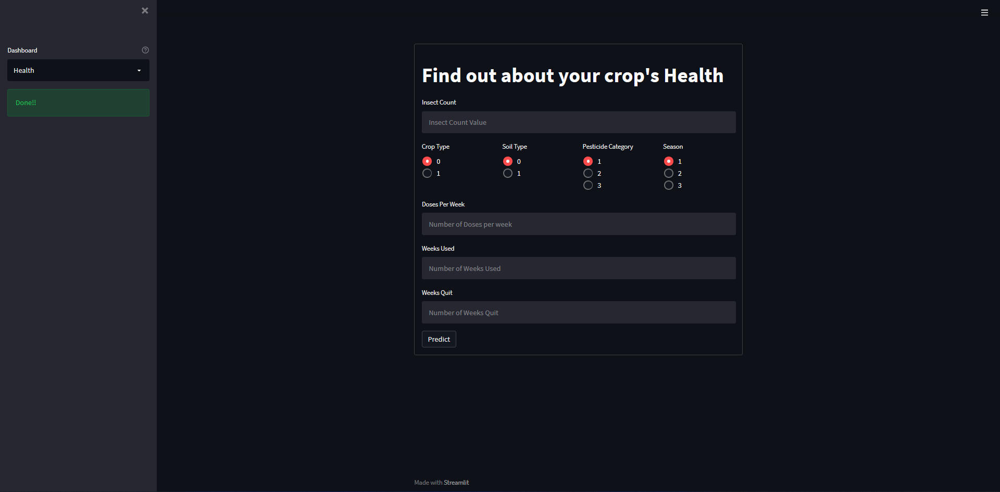 Dashboard
Health
Done!!
Find out about your crop's Health
Insect Count
Insect Count Value
Crop Type Soil Type Pesticide Category Season
0 0 1 1
1 1 2 2
3 3
Doses Per Week
Number of Doses per week
Weeks Used
Number of Weeks Used
Weeks Quit
Number of Weeks Quit
Predict
Made with Streamlit